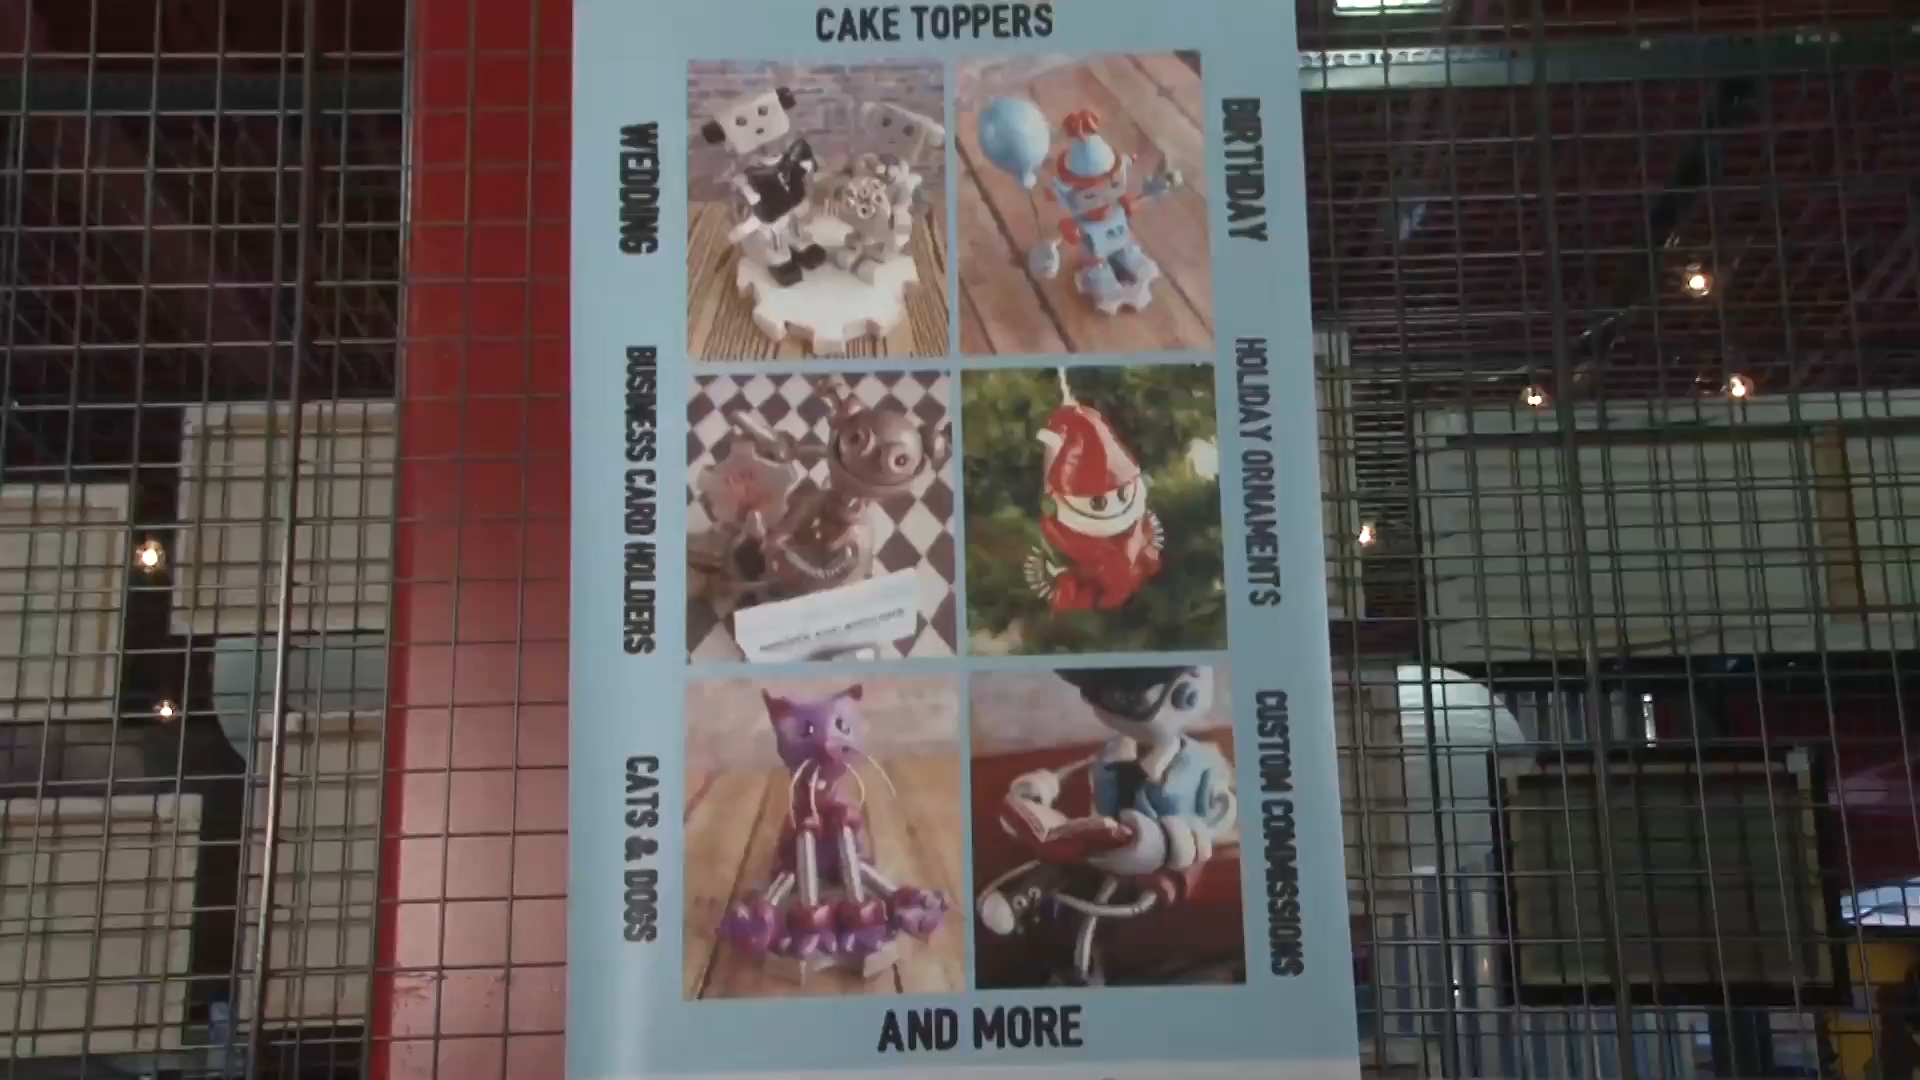 CAKE TOPPERS
WEDDING
BIRTHDAY
BUSINESS CARD HOLDERS
HOLIDAY ORNAMENTS
CATS & DOGS
CUSTOM COMMISSIONS
AND MORE